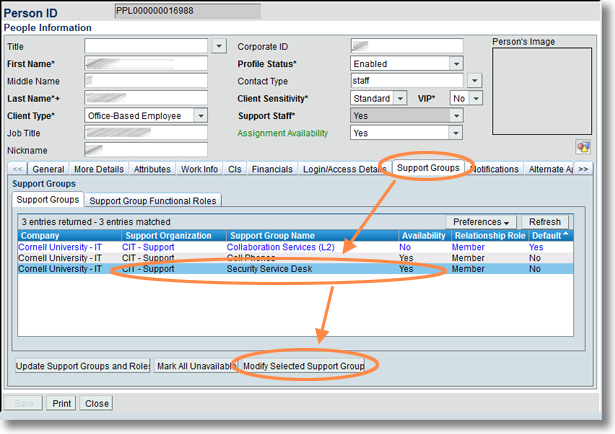 Person ID PPL000000016988
People Information
Title Corporate ID Person's Image
First Name* Profile Status* Enabled
Middle Name Contact Type staff
Last Name*+ Client Sensitivity* Standard VIP* No
Client Type* Office-Based Employee Support Staff* Yes
Job Title Assignment Availability Yes
Nickname
<< General More Details Attributes Work Info CIs Financials Login/Access Details Support Groups Notifications Alternate Ap >>
Support Groups
Support Groups Support Group Functional Roles
3 entries returned - 3 entries matched Preferences Refresh
Company Support Organization Support Group Name Availability Relationship Role Default
Cornell University - IT CIT - Support Collaboration Services (L2) No Member Yes
Cornell University - IT CIT - Support Cell Phones Yes Member No
Cornell University - IT CIT - Support Security Service Desk Yes Member No
Update Support Groups and Roles Mark All Unavailable Modify Selected Support Group
Save Print Close